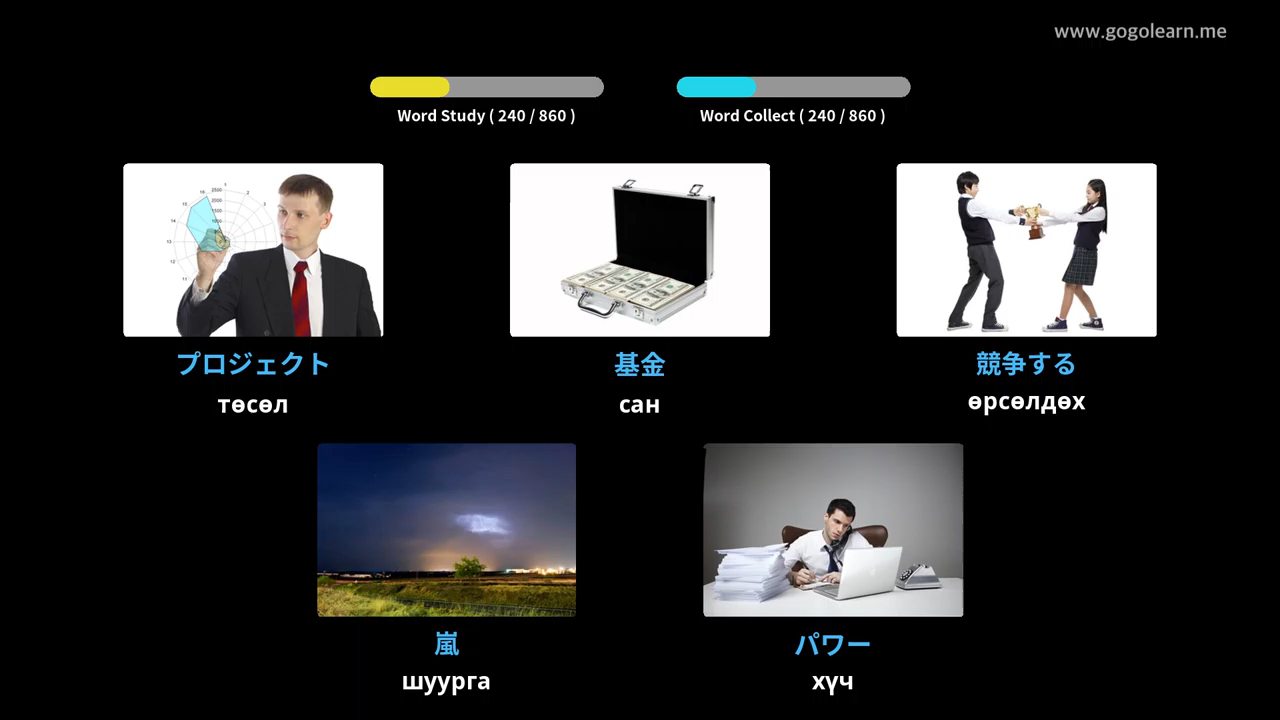 www.gogolearn.me
Word Study ( 240 / 860 )
Word Collect ( 240 / 860 )
プロジェクト
төсөл
基金
сан
競争する
өрсөлдөх
嵐
шуурга
パワー
хүч